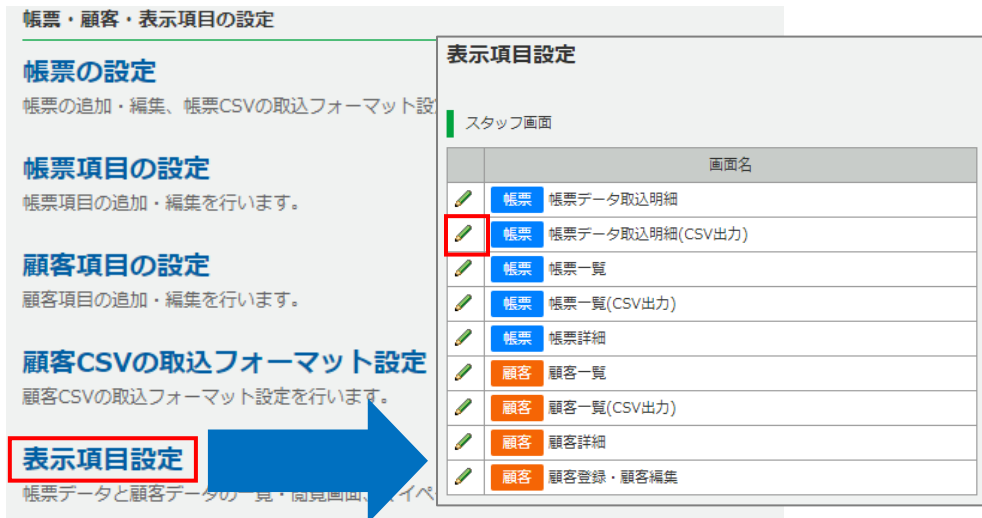 帳票・顧客・表示項目の設定
帳票の設定
帳票の追加・編集、帳票CSVの取込フォーマット設
帳票項目の設定
帳票項目の追加・編集を行います。
顧客項目の設定
顧客項目の追加・編集を行います。
顧客CSVの取込フォーマット設定
顧客CSVの取込フォーマット設定を行います。
表示項目設定
帳票データと顧客データの一覧・閲覧画面、マイペ
表示項目設定
スタッフ画面
画面名
帳票 帳票データ取込明細
帳票 帳票データ取込明細(CSV出力)
帳票 帳票一覧
帳票 帳票一覧(CSV出力)
帳票 帳票詳細
顧客 顧客一覧
顧客 顧客一覧(CSV出力)
顧客 顧客詳細
顧客 顧客登録・顧客編集